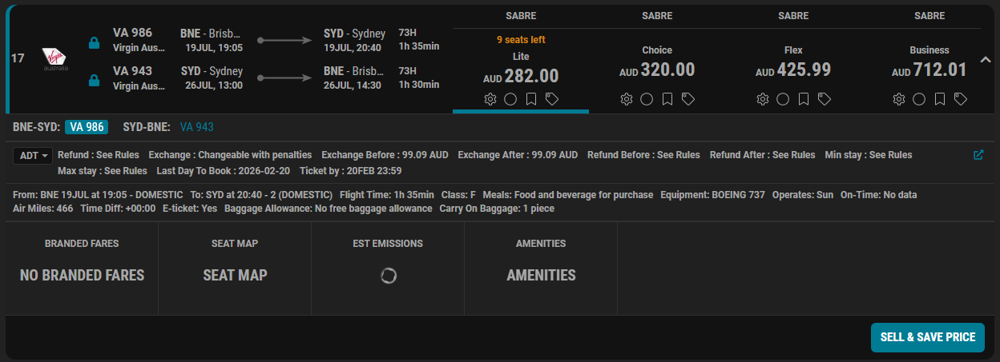 SABRE SABRE SABRE SABRE
17
Virgin
australia
VA 986 BNE - Brisb... SYD - Sydney 73H
Virgin Aus... 19JUL, 19:05 19JUL, 20:40 1h 35min
VA 943 SYD - Sydney BNE - Brisb... 73H
Virgin Aus... 26JUL, 13:00 26JUL, 14:30 1h 30min
9 seats left
Lite Choice Flex Business
AUD 282.00 AUD 320.00 AUD 425.99 AUD 712.01
BNE-SYD: VA 986 SYD-BNE: VA 943
ADT Refund : See Rules Exchange : Changeable with penalties Exchange Before : 99.09 AUD Exchange After : 99.09 AUD Refund Before : See Rules Refund After : See Rules Min stay : See Rules
Max stay : See Rules Last Day To Book : 2026-02-20 Ticket by : 20FEB 23:59
From: BNE 19JUL at 19:05 - DOMESTIC To: SYD at 20:40 - 2 (DOMESTIC) Flight Time: 1h 35min Class: F Meals: Food and beverage for purchase Equipment: BOEING 737 Operates: Sun On-Time: No data
Air Miles: 466 Time Diff: +00:00 E-ticket: Yes Baggage Allowance: No free baggage allowance Carry On Baggage: 1 piece
BRANDED FARES SEAT MAP EST EMISSIONS AMENITIES
NO BRANDED FARES SEAT MAP AMENITIES
SELL & SAVE PRICE